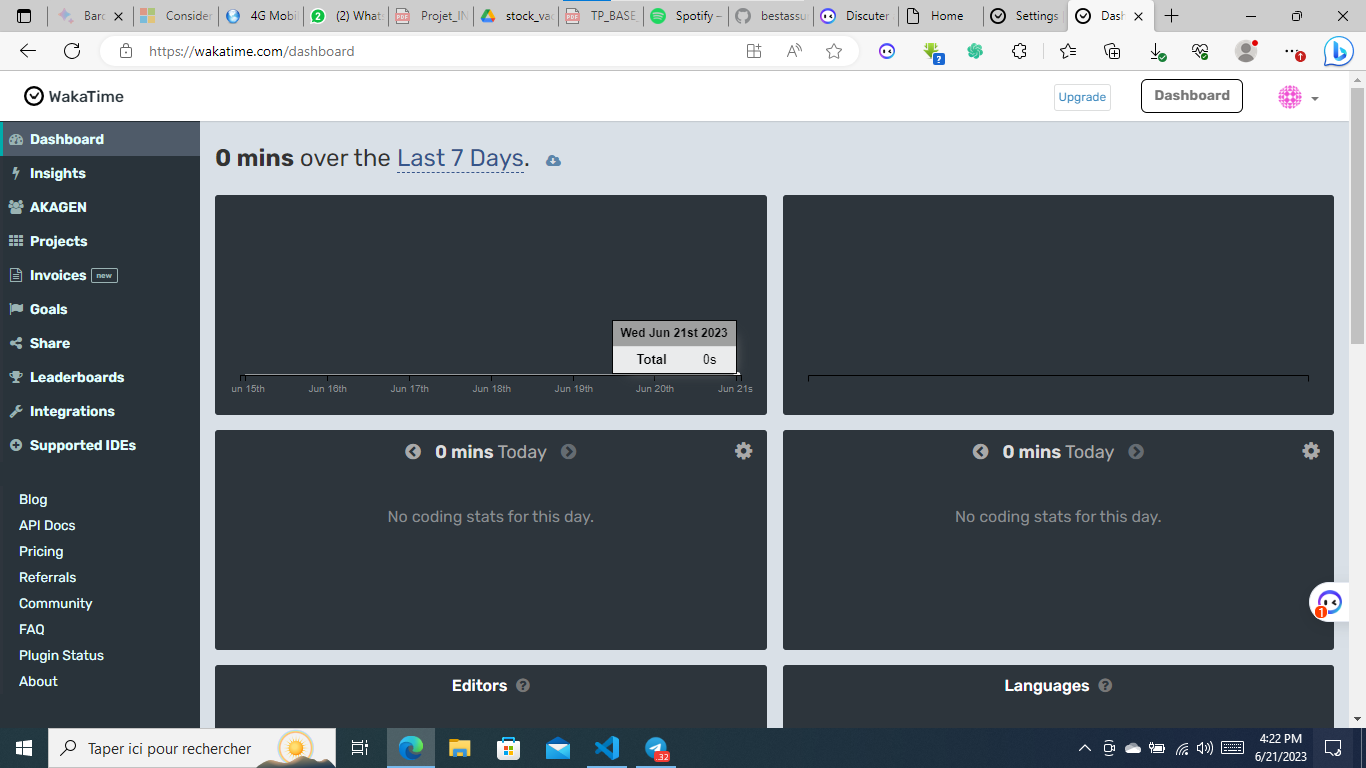 Barc
Consider
4G Mobi
(2) What
Projet_IN
stock_vac
TP_BASE
Spotify –
bestassur
Discuter
Home
Settings
Dash
https://wakatime.com/dashboard
WakaTime
Upgrade
Dashboard
Dashboard
Insights
AKAGEN
Projects
Invoices new
Goals
Share
Leaderboards
Integrations
Supported IDEs
Blog
API Docs
Pricing
Referrals
Community
FAQ
Plugin Status
About
0 mins over the Last 7 Days.
Wed Jun 21st 2023
Total 0s
un 15th Jun 16th Jun 17th Jun 18th Jun 19th Jun 20th Jun 21s
0 mins Today
No coding stats for this day.
0 mins Today
No coding stats for this day.
Editors
Languages
1
Taper ici pour rechercher
.32
4:22 PM
6/21/2023